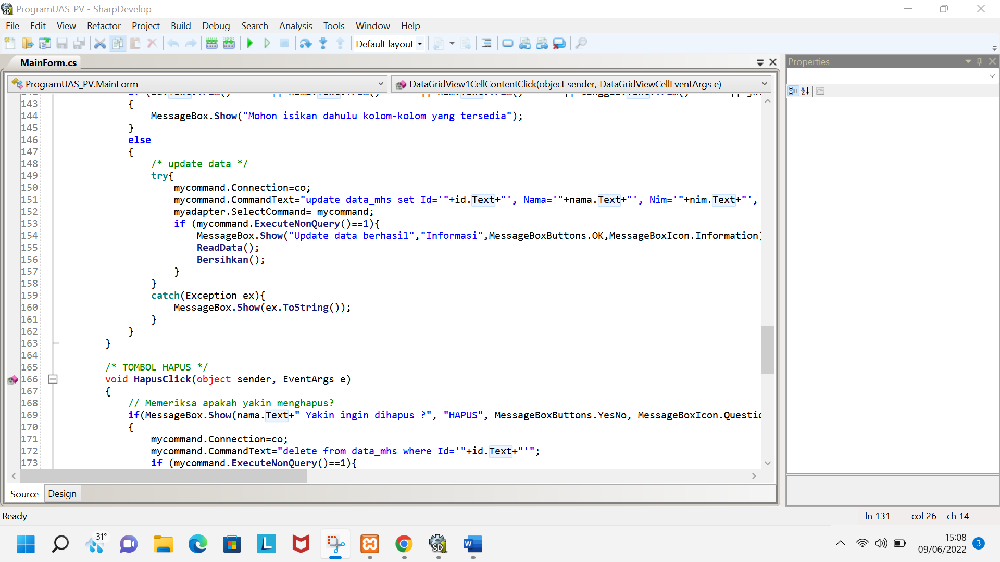 ProgramUAS_PV - SharpDevelop
File Edit View Refactor Project Build Debug Search Analysis Tools Window Help
Default layout
MainForm.cs
Properties
ProgramUAS_PV.MainForm
DataGridView1CellContentClick(object sender, DataGridViewCellEventArgs e)
143 {
144 MessageBox.Show("Mohon isikan dahulu kolom-kolom yang tersedia");
145 }
146 else
147 {
148 /* update data */
149 try{
150 mycommand.Connection=co;
151 mycommand.CommandText="update data_mhs set Id='"+id.Text+"', Nama='"+nama.Text+"', Nim='"+nim.Text+"',
152 myadapter.SelectCommand= mycommand;
153 if (mycommand.ExecuteNonQuery()==1){
154 MessageBox.Show("Update data berhasil","Informasi",MessageBoxButtons.OK,MessageBoxIcon.Information)
155 ReadData();
156 Bersihkan();
157 }
158 }
159 catch(Exception ex){
160 MessageBox.Show(ex.ToString());
161 }
162 }
163 }
164
165 /* TOMBOL HAPUS */
166 void HapusClick(object sender, EventArgs e)
167 {
168 // Memeriksa apakah yakin menghapus?
169 if(MessageBox.Show(nama.Text+" Yakin ingin dihapus ?", "HAPUS", MessageBoxButtons.YesNo, MessageBoxIcon.Questic
170 {
171 mycommand.Connection=co;
172 mycommand.CommandText="delete from data_mhs where Id='"+id.Text+"'";
173 if (mycommand.ExecuteNonQuery()==1){
Source Design
Ready
ln 131 col 26 ch 14
31°
15:08
09/06/2022
3